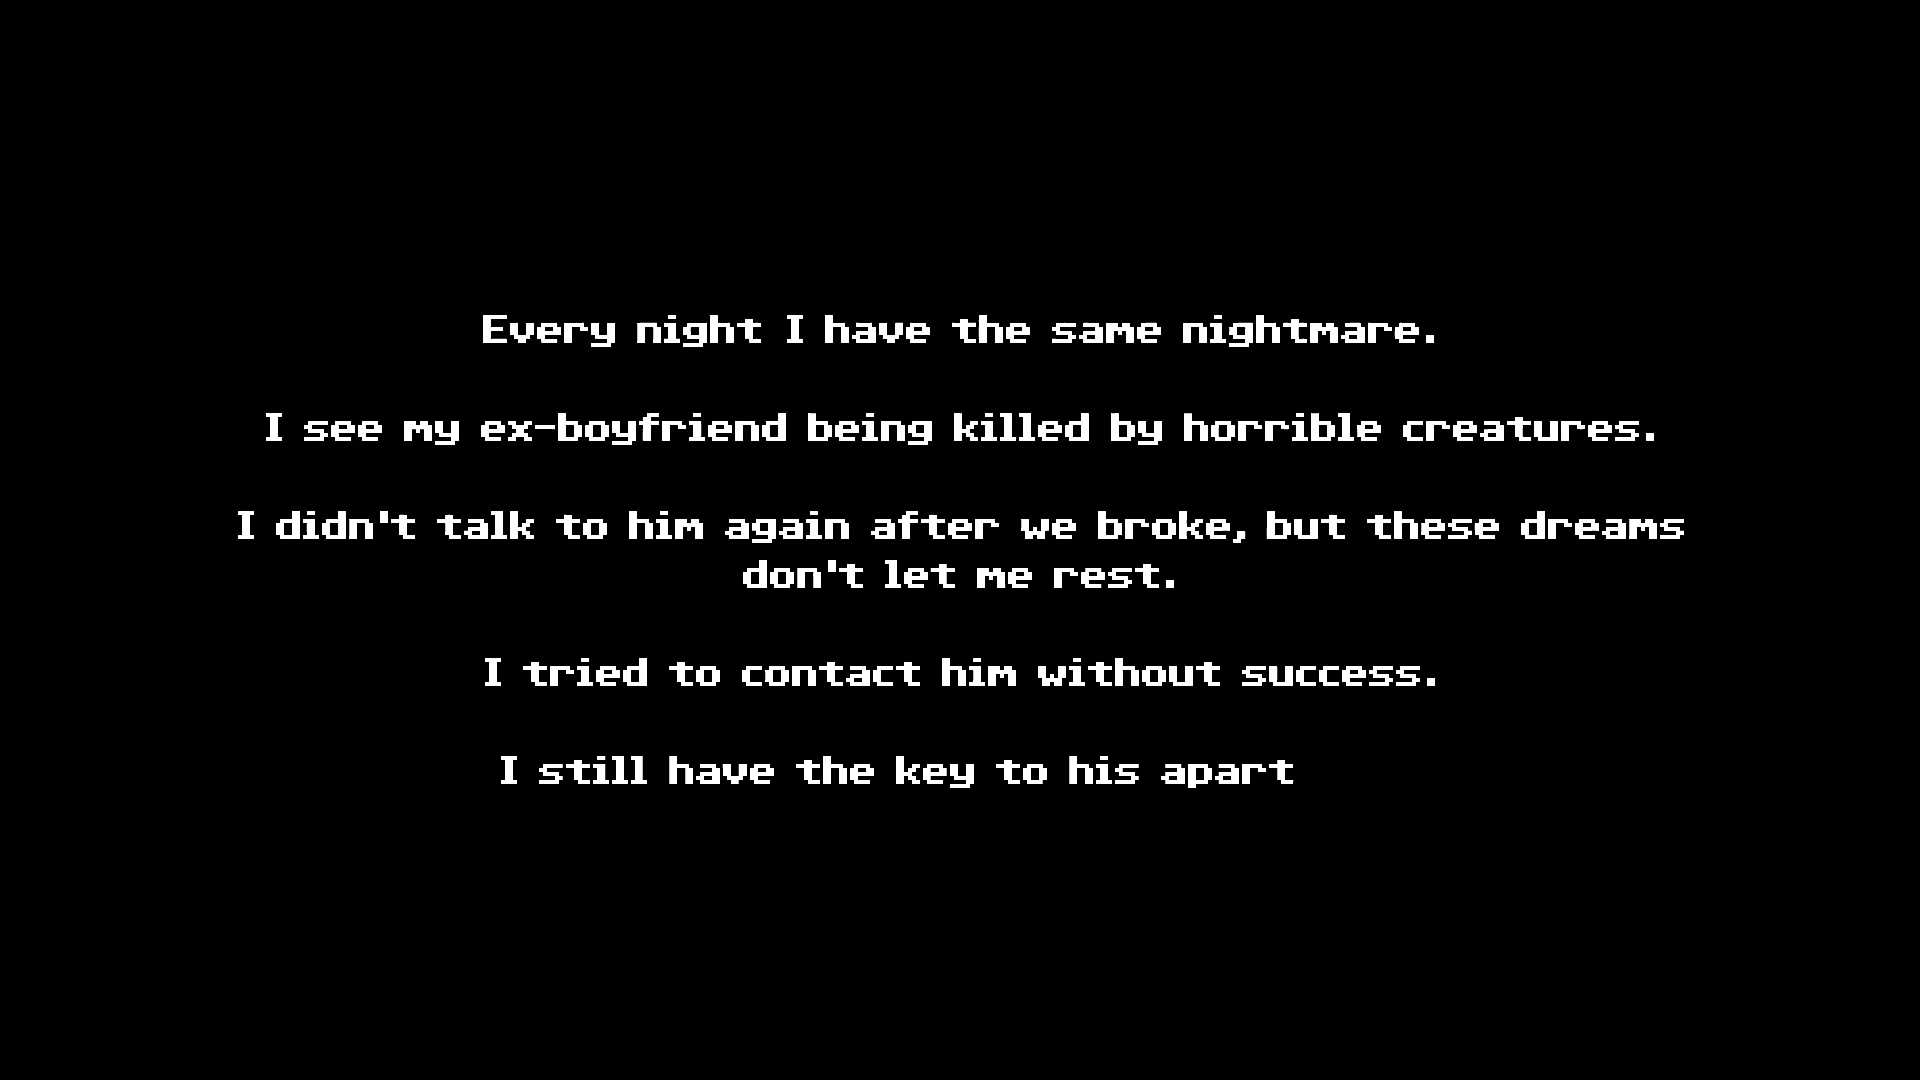 Every night I have the same nightmare.
I see my ex-boyfriend being killed by horrible creatures.
I didn't talk to him again after we broke, but these dreams
don't let me rest.
I tried to contact him without success.
I still have the key to his apart